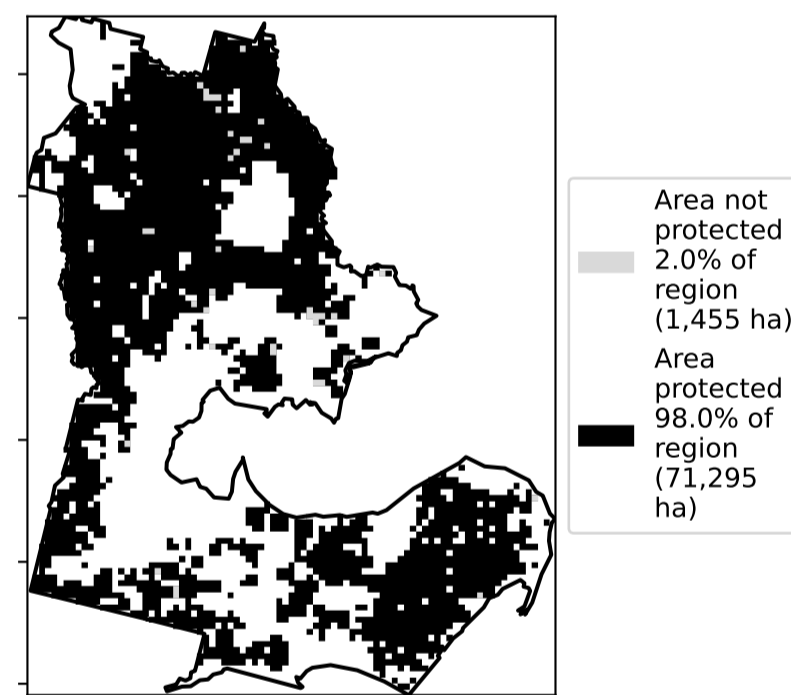 Area not
protected
2.0% of
region
(1,455 ha)
Area
protected
98.0% of
region
(71,295
ha)